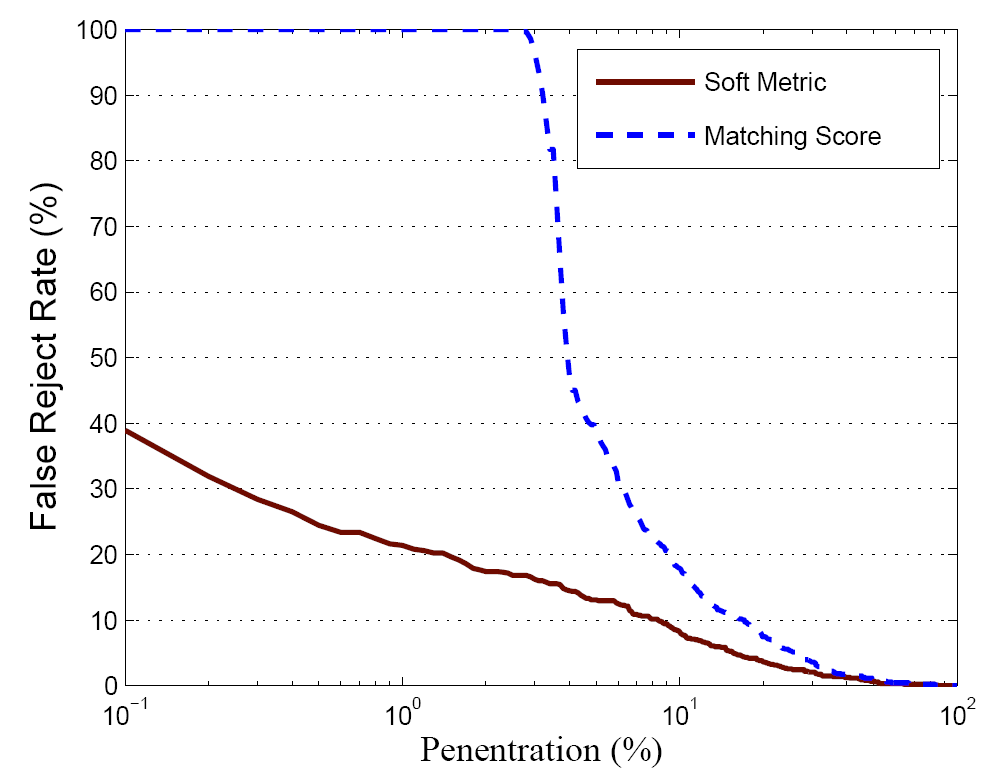 100
90
80
70
60
50
40
30
20
10
0
False Reject Rate (%)
Soft Metric
Matching Score
10^-1 10^0 10^1 10^2
Penentration (%)